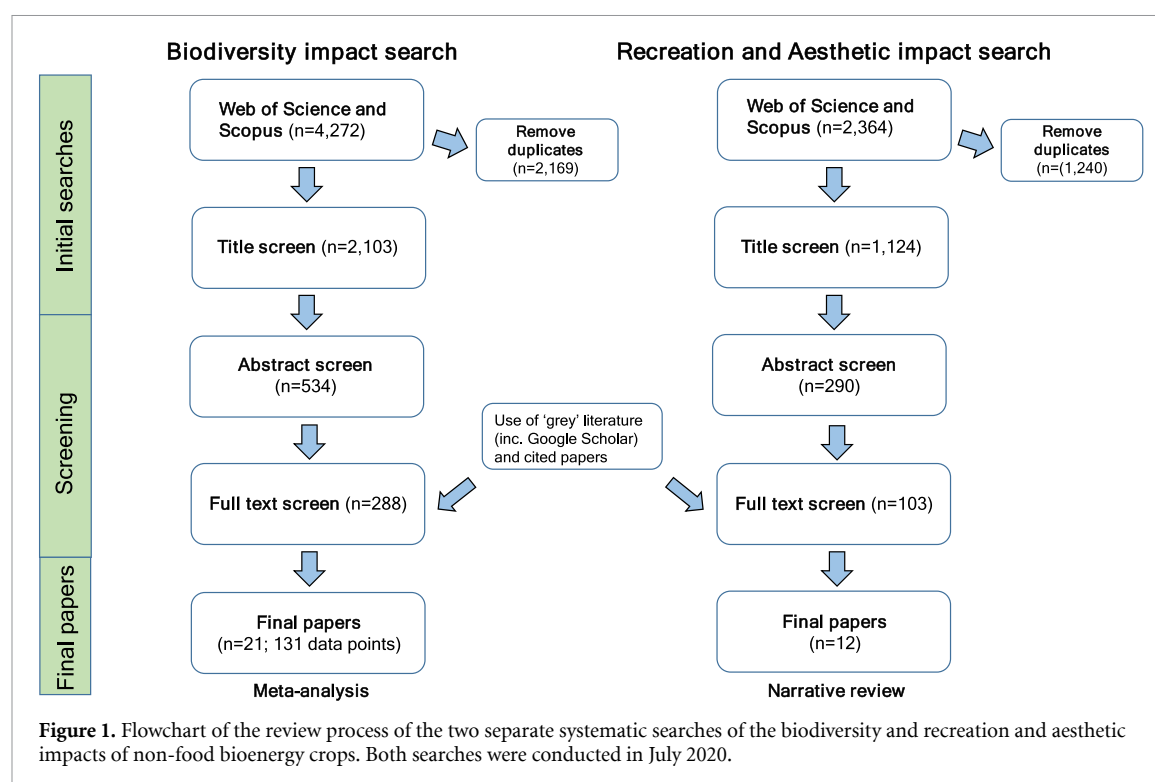 Biodiversity impact search
Recreation and Aesthetic impact search
Initial searches
Screening
Final papers
Web of Science and
Scopus (n=4,272)
Remove
duplicates
(n=2,169)
Title screen (n=2,103)
Abstract screen
(n=534)
Full text screen (n=288)
Final papers
(n=21; 131 data points)
Meta-analysis
Use of ‘grey’ literature
(inc. Google Scholar)
and cited papers
Web of Science and
Scopus (n=2,364)
Remove
duplicates
(n=(1,240)
Title screen (n=1,124)
Abstract screen
(n=290)
Full text screen (n=103)
Final papers
(n=12)
Narrative review
Figure 1. Flowchart of the review process of the two separate systematic searches of the biodiversity and recreation and aesthetic
impacts of non-food bioenergy crops. Both searches were conducted in July 2020.